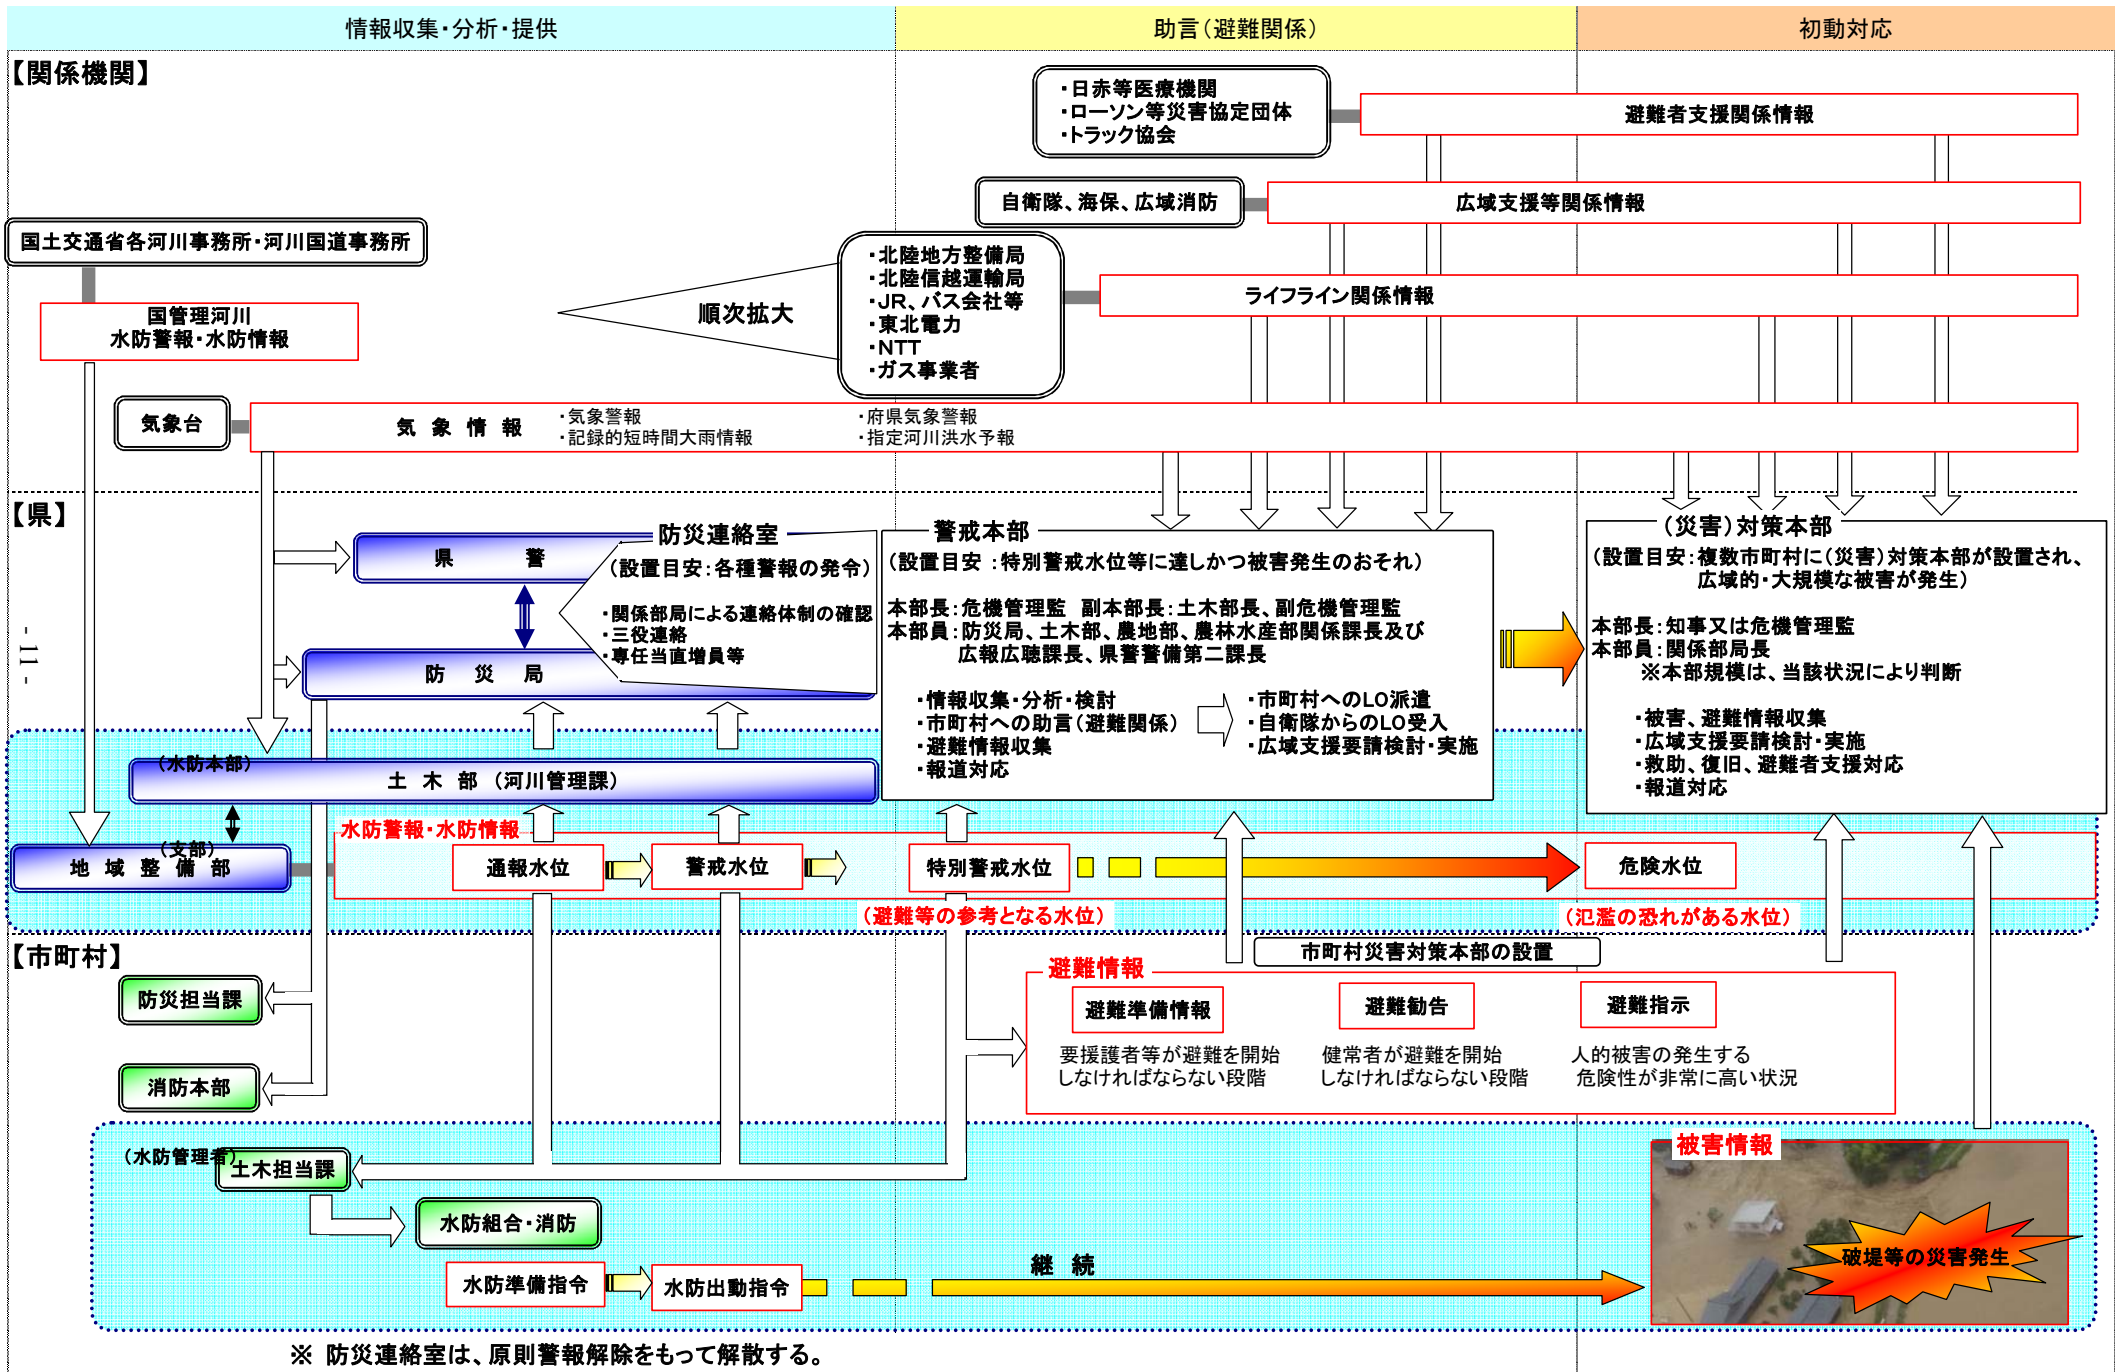 情報収集・分析・提供
助言（避難関係）
初動対応
【関係機関】
・日赤等医療機関
・ローソン等災害協定団体
・トラック協会
避難者支援関係情報
自衛隊、海保、広域消防
広域支援等関係情報
国土交通省各河川事務所・河川国道事務所
国管理河川
水防警報・水防情報
順次拡大
・北陸地方整備局
・北陸信越運輸局
・JR、バス会社等
・東北電力
・NTT
・ガス事業者
ライフライン関係情報
気象台
気象情報
・気象警報
・記録的短時間大雨情報
・府県気象警報
・指定河川洪水予報
【県】
県警
防災局
防災連絡室
（設置目安：各種警報の発令）
・関係部局による連絡体制の確認
・三役連絡
・専任当直増員等
警戒本部
（設置目安：特別警戒水位等に達しかつ被害発生のおそれ）
本部長：危機管理監 副本部長：土木部長、副危機管理監
本部員：防災局、土木部、農地部、農林水産部関係課長及び
広報広聴課長、県警警備第二課長
・情報収集・分析・検討
・市町村への助言（避難関係）
・避難情報収集
・報道対応
・市町村へのLO派遣
・自衛隊からのLO受入
・広域支援要請検討・実施
（災害）対策本部
（設置目安：複数市町村に（災害）対策本部が設置され、
広域的・大規模な被害が発生）
本部長：知事又は危機管理監
本部員：関係部局長
※本部規模は、当該状況により判断
・被害、避難情報収集
・広域支援要請検討・実施
・救助、復旧、避難者支援対応
・報道対応
- 11 -
（水防本部）
土木部（河川管理課）
（支部）
地域整備部
水防警報・水防情報
通報水位
警戒水位
特別警戒水位
危険水位
（避難等の参考となる水位）
（氾濫の恐れがある水位）
【市町村】
市町村災害対策本部の設置
防災担当課
消防本部
避難情報
避難準備情報
要援護者等が避難を開始
しなければならない段階
避難勧告
健常者が避難を開始
しなければならない段階
避難指示
人的被害の発生する
危険性が非常に高い状況
（水防管理者）
土木担当課
水防組合・消防
水防準備指令
水防出動指令
継続
被害情報
破堤等の災害発生
※ 防災連絡室は、原則警報解除をもって解散する。